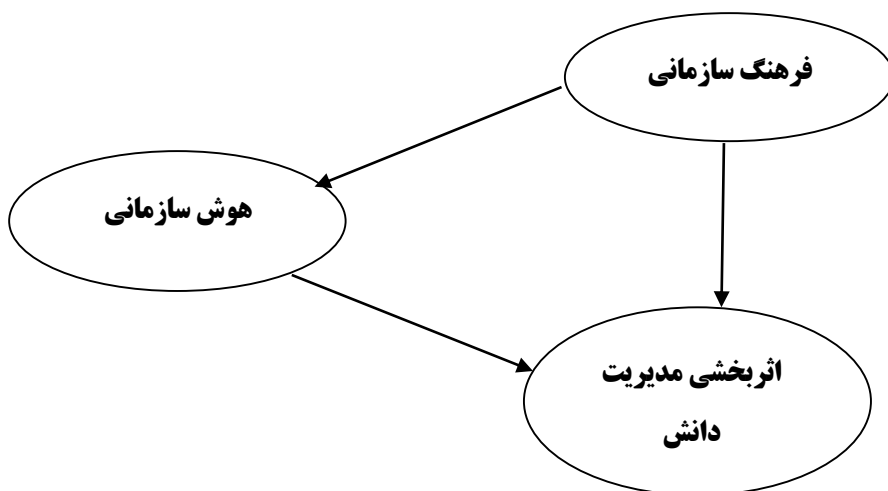 فرهنگ سازمانی
هوش سازمانی
اثربخشی مدیریت
دانش